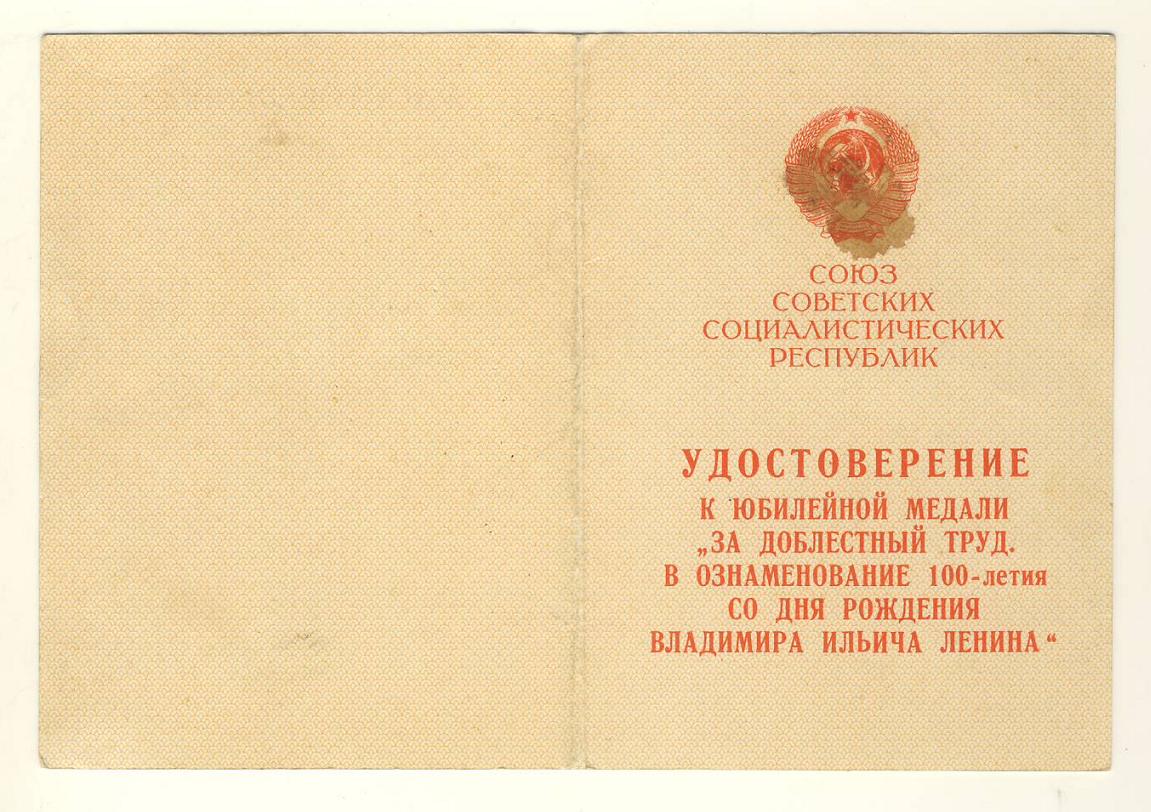 СОЮЗ
СОВЕТСКИХ
СОЦИАЛИСТИЧЕСКИХ
РЕСПУБЛИК
УДОСТОВЕРЕНИЕ
К ЮБИЛЕЙНОЙ МЕДАЛИ
„ЗА ДОБЛЕСТНЫЙ ТРУД.
В ОЗНАМЕНОВАНИЕ 100-летия
СО ДНЯ РОЖДЕНИЯ
ВЛАДИМИРА ИЛЬИЧА ЛЕНИНА“